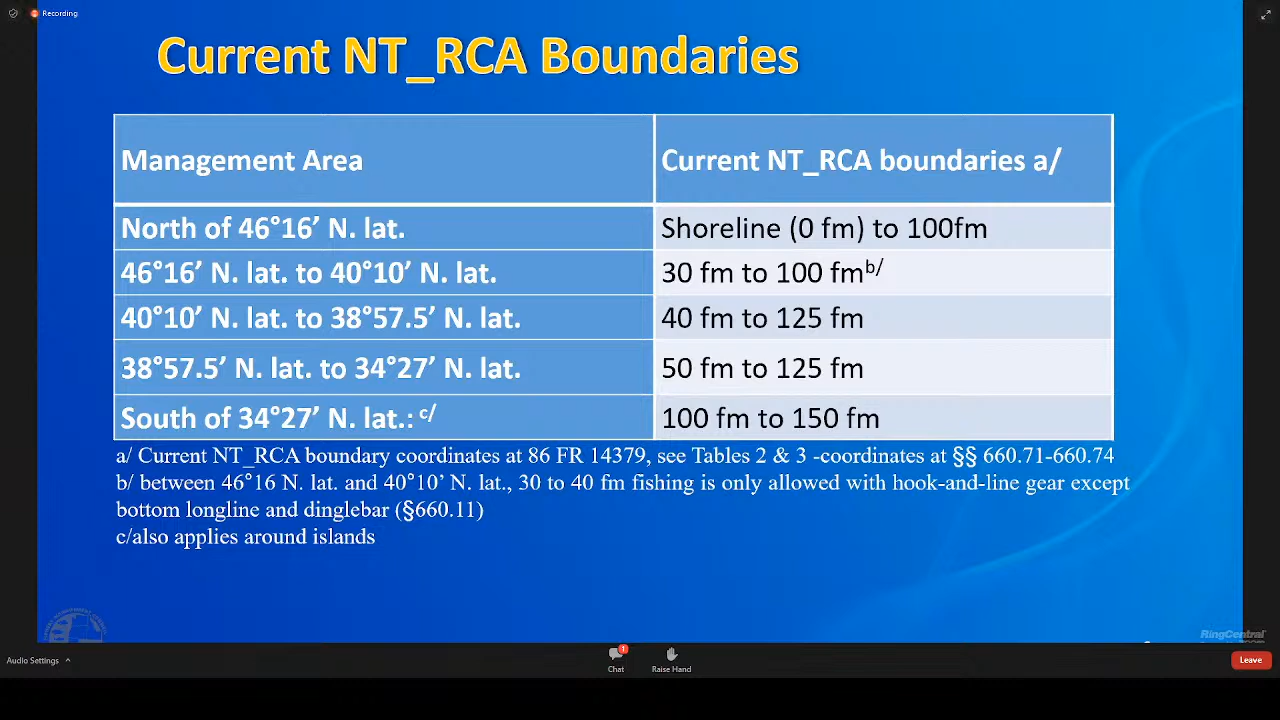 Recording
Current NT_RCA Boundaries
Management Area Current NT_RCA boundaries a/
North of 46°16’ N. lat. Shoreline (0 fm) to 100fm
46°16’ N. lat. to 40°10’ N. lat. 30 fm to 100 fm b/
40°10’ N. lat. to 38°57.5’ N. lat. 40 fm to 125 fm
38°57.5’ N. lat. to 34°27’ N. lat. 50 fm to 125 fm
South of 34°27’ N. lat.: c/ 100 fm to 150 fm
a/ Current NT_RCA boundary coordinates at 86 FR 14379, see Tables 2 & 3 -coordinates at §§ 660.71-660.74
b/ between 46°16 N. lat. and 40°10’ N. lat., 30 to 40 fm fishing is only allowed with hook-and-line gear except
bottom longline and dinglebar (§660.11)
c/also applies around islands
RingCentral
Audio Settings
1
Chat
Raise Hand
Leave